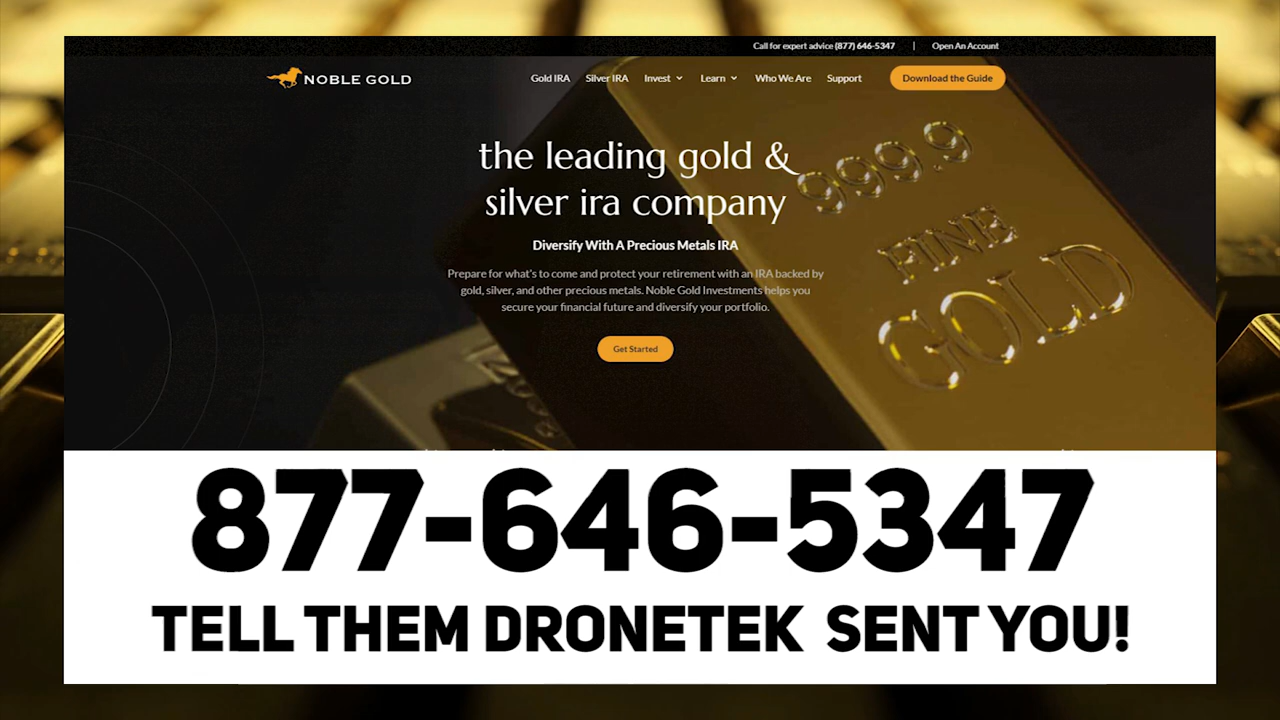 Call for expert advice (877) 646-5347 | Open An Account
NOBLE GOLD
Gold IRA Silver IRA Invest Learn Who We Are Support Download the Guide
the leading gold &
silver ira company
Diversify With A Precious Metals IRA
Prepare for what's to come and protect your retirement with an IRA backed by
gold, silver, and other precious metals. Noble Gold Investments helps you
secure your financial future and diversify your portfolio.
Get Started
999.9
FINE
GOLD
877-646-5347
TELL THEM DRONETEK SENT YOU!